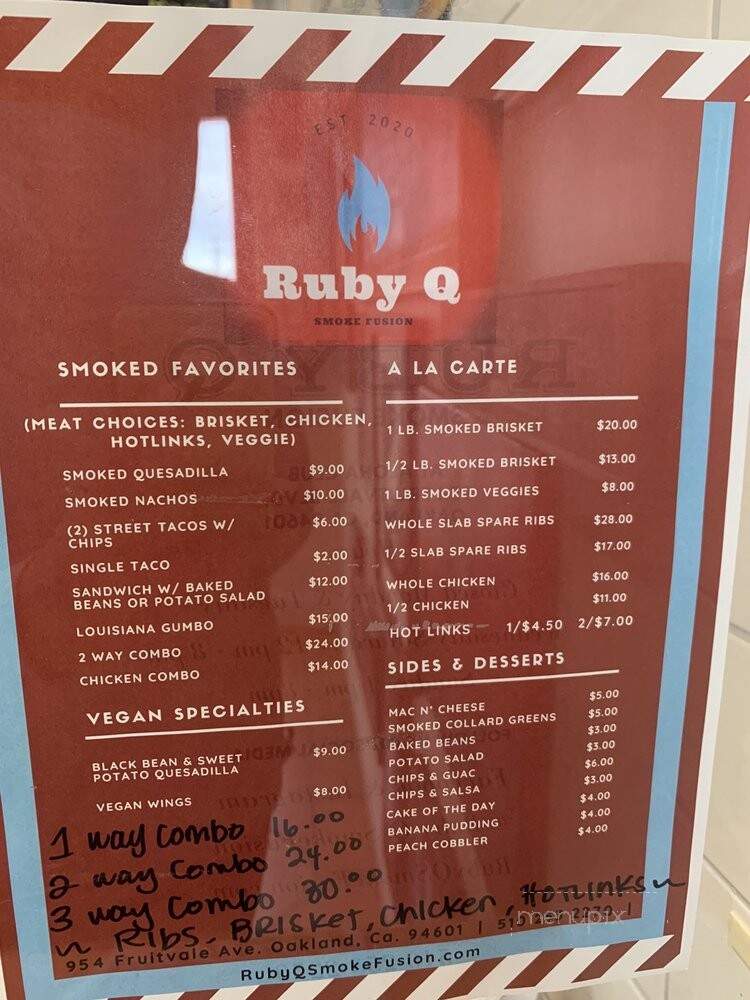 EST 2020
Ruby Q
SMOKE FUSION
SMOKED FAVORITES
(MEAT CHOICES: BRISKET, CHICKEN,
HOTLINKS, VEGGIE)
SMOKED QUESADILLA $9.00
SMOKED NACHOS $10.00
(2) STREET TACOS W/ $6.00
CHIPS
SINGLE TACO $2.00
SANDWICH W/ BAKED $12.00
BEANS OR POTATO SALAD
LOUISIANA GUMBO $15.00
2 WAY COMBO $24.00
CHICKEN COMBO $14.00
VEGAN SPECIALTIES
BLACK BEAN & SWEET $9.00
POTATO QUESADILLA
VEGAN WINGS $8.00
A LA CARTE
1 LB. SMOKED BRISKET $20.00
1/2 LB. SMOKED BRISKET $13.00
1 LB. SMOKED VEGGIES $8.00
WHOLE SLAB SPARE RIBS $28.00
1/2 SLAB SPARE RIBS $17.00
WHOLE CHICKEN $16.00
1/2 CHICKEN $11.00
HOT LINKS 1/$4.50 2/$7.00
SIDES & DESSERTS
MAC N' CHEESE $5.00
SMOKED COLLARD GREENS $5.00
BAKED BEANS $3.00
POTATO SALAD $3.00
CHIPS & GUAC $6.00
CHIPS & SALSA $3.00
CAKE OF THE DAY $4.00
BANANA PUDDING $4.00
PEACH COBBLER $4.00
1 way combo 16.00
2 way Combo 24.00
3 way Combo 30.00
Ribs, BRISKET, Chicken, HOTLINKS
954 Fruitvale Ave. Oakland, Ca. 94601 |
RubyQSmokeFusion.com
menupix